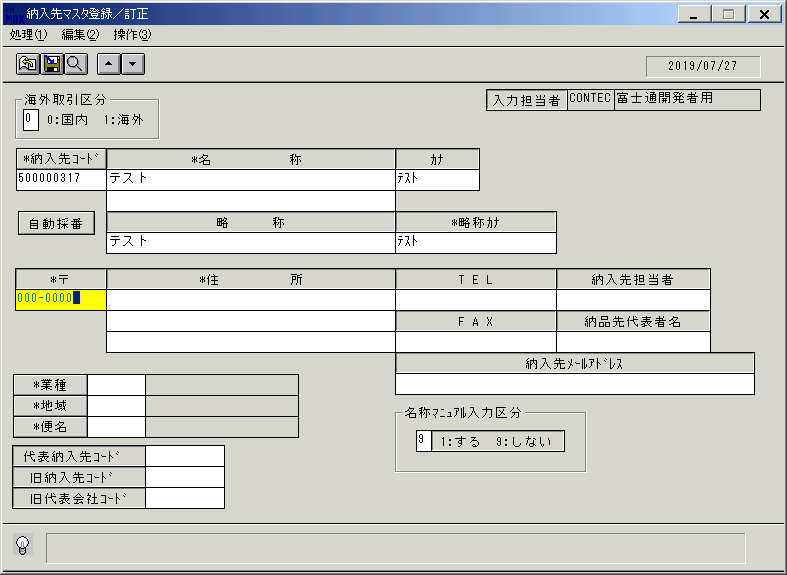 納入先マスタ登録／訂正
処理(1) 編集(2) 操作(3)
2019/07/27
海外取引区分
0 0:国内 1:海外
入力担当者 CONTEC 富士通開発者用
*納入先ｺｰﾄﾞ *名 称 ｶﾅ
500000317 テスト ﾃｽﾄ
自動採番 略 称 *略称ｶﾅ
テスト ﾃｽﾄ
*〒 *住 所 ＴＥＬ 納入先担当者
000-0000
ＦＡＸ 納品先代表者名
納入先ﾒｰﾙｱﾄﾞﾚｽ
*業種
*地域
*便名
名称ﾏﾆｭｱﾙ入力区分
9 1:する 9:しない
代表納入先ｺｰﾄﾞ
旧納入先ｺｰﾄﾞ
旧代表会社ｺｰﾄﾞ